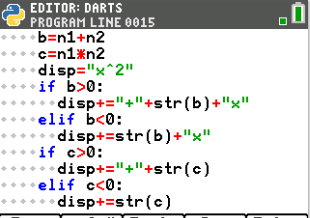 EDITOR: DARTS
PROGRAM LINE 0015
b=n1+n2
c=n1*n2
disp="x^2"
if b>0:
disp+="+"+str(b)+"x"
elif b<0:
disp+=str(b)+"x"
if c>0:
disp+="+"+str(c)
elif c<0:
disp+=str(c)